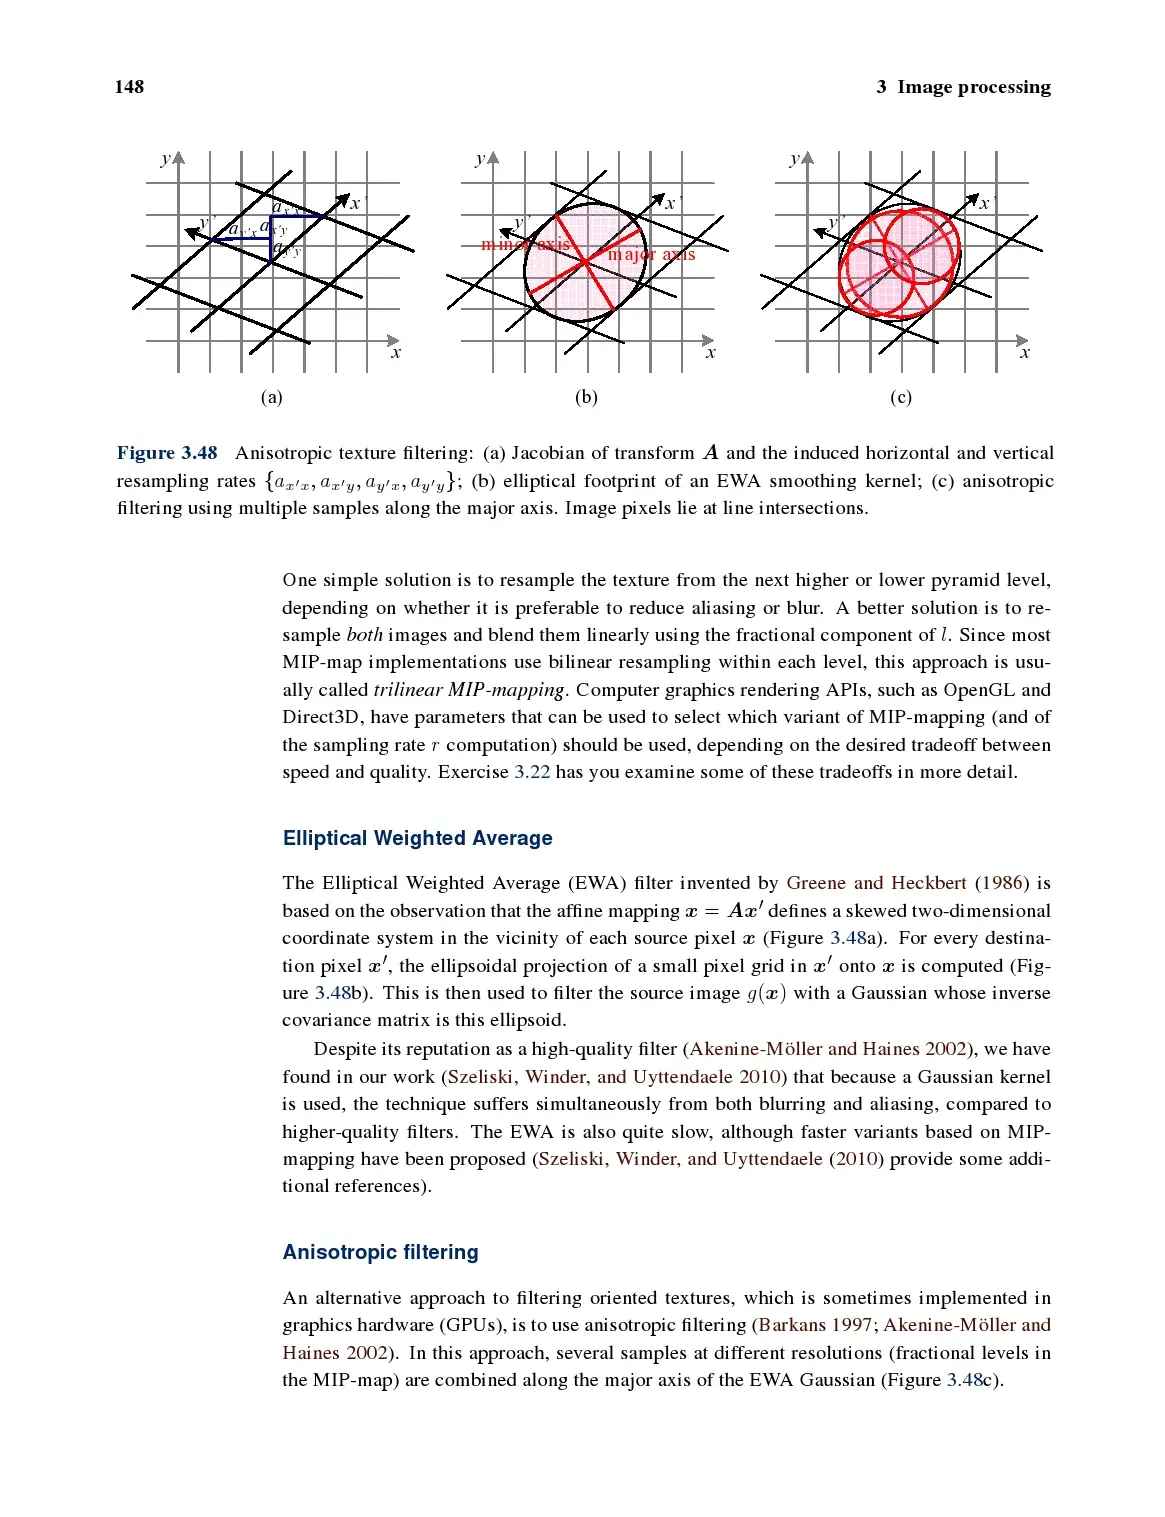 148
3 Image processing
y
x'
y'
a_{x'x}
a_{y'x}
a_{x'y}
a_{y'y}
x
(a)
y
x'
y'
minor axis
major axis
x
(b)
y
x'
y'
x
(c)
Figure 3.48 Anisotropic texture filtering: (a) Jacobian of transform A and the induced horizontal and vertical
resampling rates {a_{x'x}, a_{x'y}, a_{y'x}, a_{y'y}}; (b) elliptical footprint of an EWA smoothing kernel; (c) anisotropic
filtering using multiple samples along the major axis. Image pixels lie at line intersections.
One simple solution is to resample the texture from the next higher or lower pyramid level,
depending on whether it is preferable to reduce aliasing or blur. A better solution is to re-
sample both images and blend them linearly using the fractional component of l. Since most
MIP-map implementations use bilinear resampling within each level, this approach is usu-
ally called trilinear MIP-mapping. Computer graphics rendering APIs, such as OpenGL and
Direct3D, have parameters that can be used to select which variant of MIP-mapping (and of
the sampling rate r computation) should be used, depending on the desired tradeoff between
speed and quality. Exercise 3.22 has you examine some of these tradeoffs in more detail.
Elliptical Weighted Average
The Elliptical Weighted Average (EWA) filter invented by Greene and Heckbert (1986) is
based on the observation that the affine mapping x = Ax′ defines a skewed two-dimensional
coordinate system in the vicinity of each source pixel x (Figure 3.48a). For every destina-
tion pixel x′, the ellipsoidal projection of a small pixel grid in x′ onto x is computed (Fig-
ure 3.48b). This is then used to filter the source image g(x) with a Gaussian whose inverse
covariance matrix is this ellipsoid.
Despite its reputation as a high-quality filter (Akenine-Möller and Haines 2002), we have
found in our work (Szeliski, Winder, and Uyttendaele 2010) that because a Gaussian kernel
is used, the technique suffers simultaneously from both blurring and aliasing, compared to
higher-quality filters. The EWA is also quite slow, although faster variants based on MIP-
mapping have been proposed (Szeliski, Winder, and Uyttendaele (2010) provide some addi-
tional references).
Anisotropic filtering
An alternative approach to filtering oriented textures, which is sometimes implemented in
graphics hardware (GPUs), is to use anisotropic filtering (Barkans 1997; Akenine-Möller and
Haines 2002). In this approach, several samples at different resolutions (fractional levels in
the MIP-map) are combined along the major axis of the EWA Gaussian (Figure 3.48c).